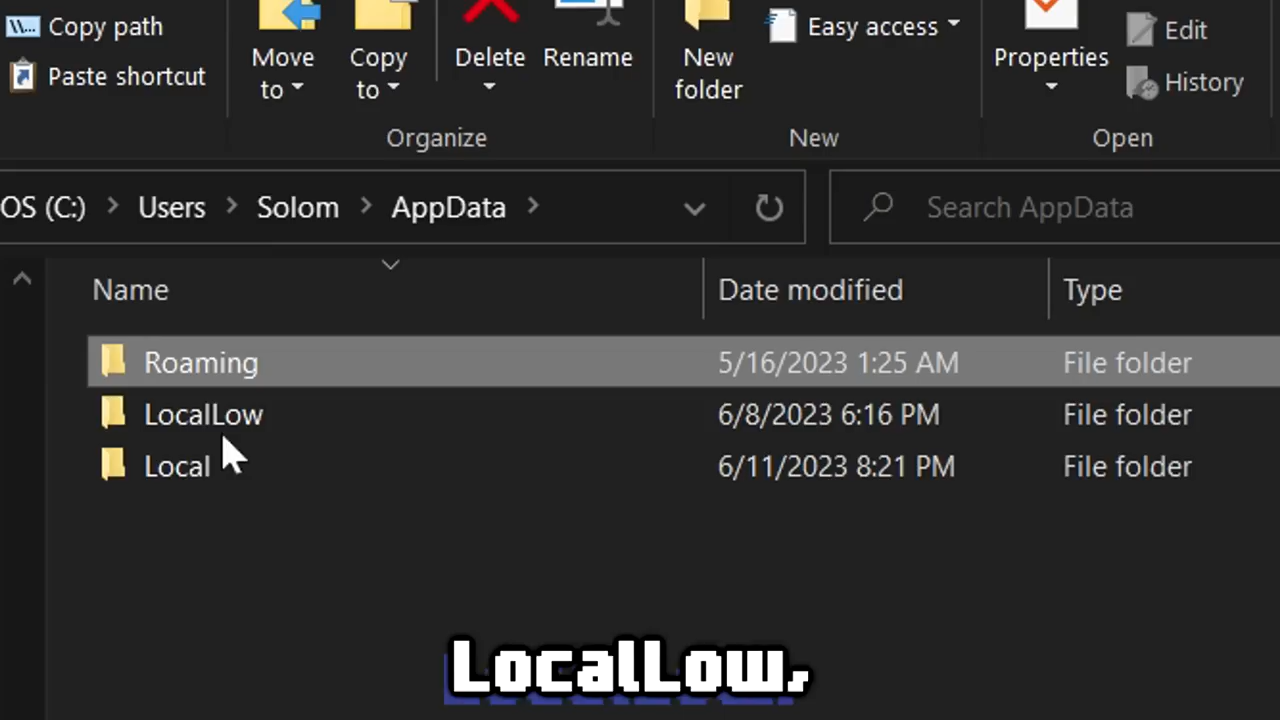 Copy path
Paste shortcut
Move to
Copy to
Delete
Rename
New folder
Easy access
Properties
Edit
History
Organize
New
Open
OS (C:) > Users > Solom > AppData >
Search AppData
Name Date modified Type
Roaming 5/16/2023 1:25 AM File folder
LocalLow 6/8/2023 6:16 PM File folder
Local 6/11/2023 8:21 PM File folder
LocalLow,